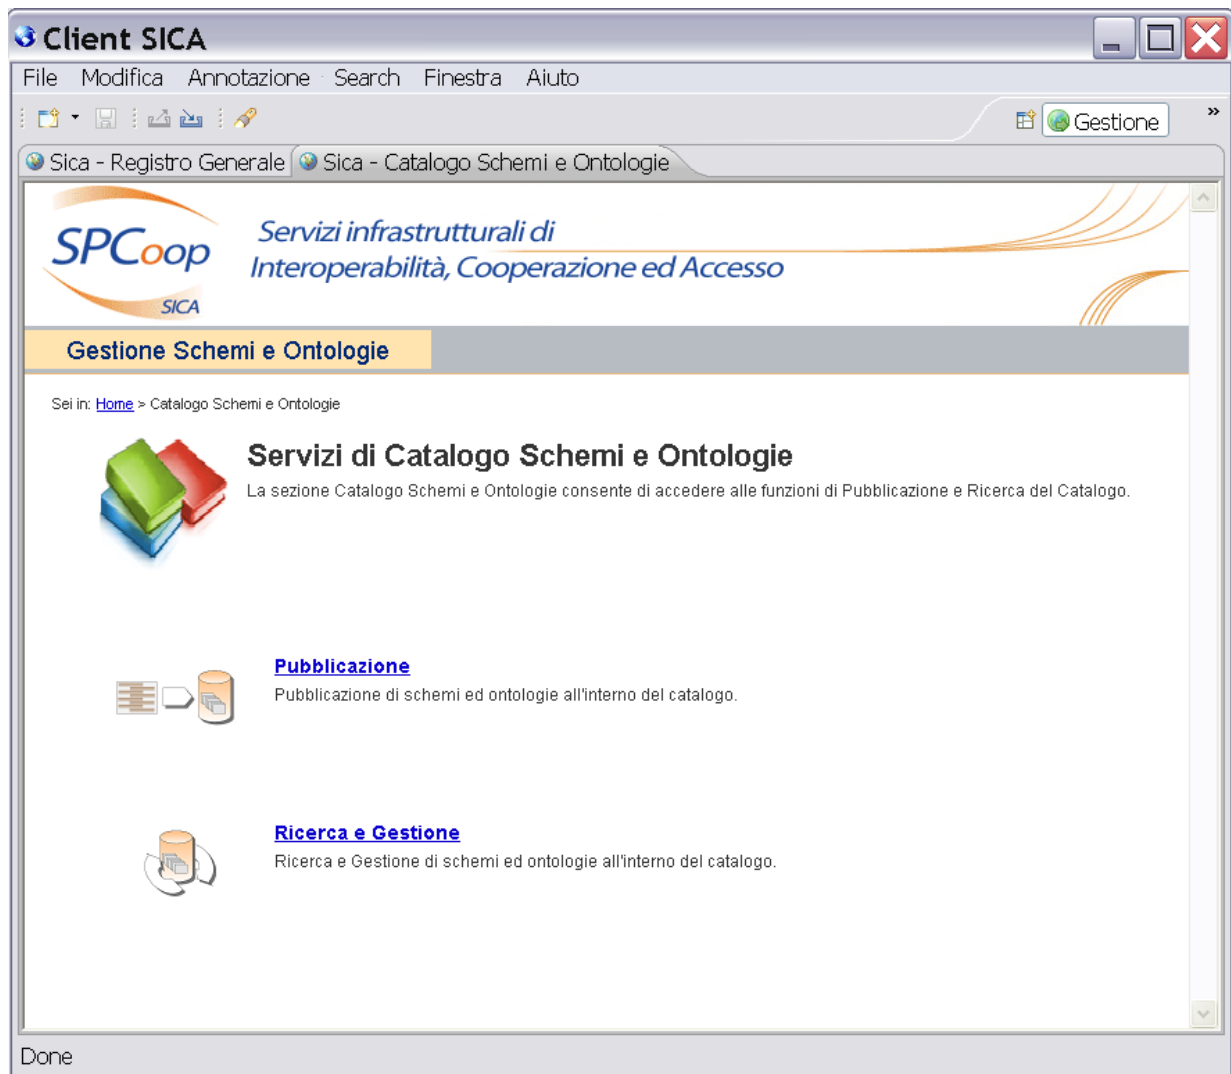 Client SICA
File Modifica Annotazione Search Finestra Aiuto
Gestione »
Sica - Registro Generale Sica - Catalogo Schemi e Ontologie
SPCoop
SICA
Servizi infrastrutturali di
Interoperabilità, Cooperazione ed Accesso
Gestione Schemi e Ontologie
Sei in: Home > Catalogo Schemi e Ontologie
Servizi di Catalogo Schemi e Ontologie
La sezione Catalogo Schemi e Ontologie consente di accedere alle funzioni di Pubblicazione e Ricerca del Catalogo.
Pubblicazione
Pubblicazione di schemi ed ontologie all'interno del catalogo.
Ricerca e Gestione
Ricerca e Gestione di schemi ed ontologie all'interno del catalogo.
Done